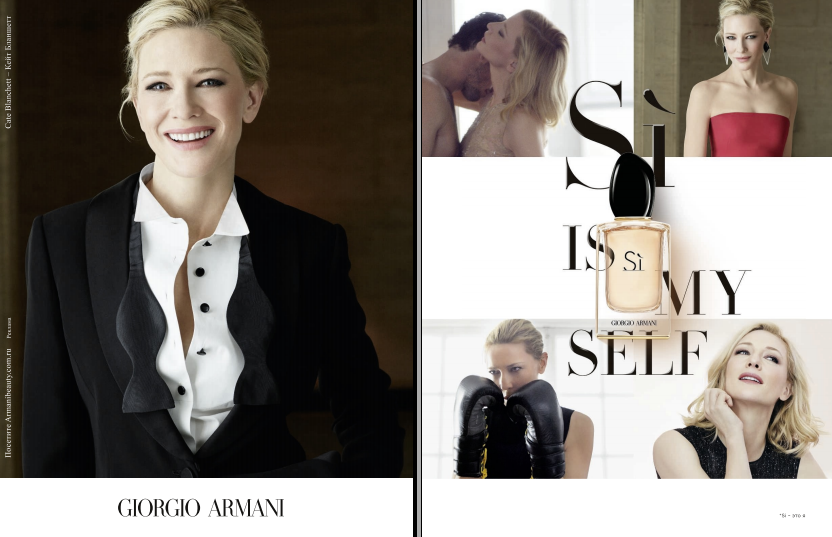 Cate Blanchett – Кейт Бланшетт
Посетите Armanibeauty.com.ru
Реклама
GIORGIO ARMANI
Sì
IS
MY
SELF
Sì
GIORGIO ARMANI
*Sì – это я